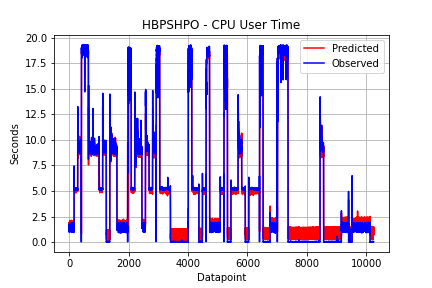 HBPSHPO - CPU User Time
20.0
17.5
15.0
12.5
10.0
7.5
5.0
2.5
0.0
Seconds
Predicted
Observed
0 2000 4000 6000 8000 10000
Datapoint